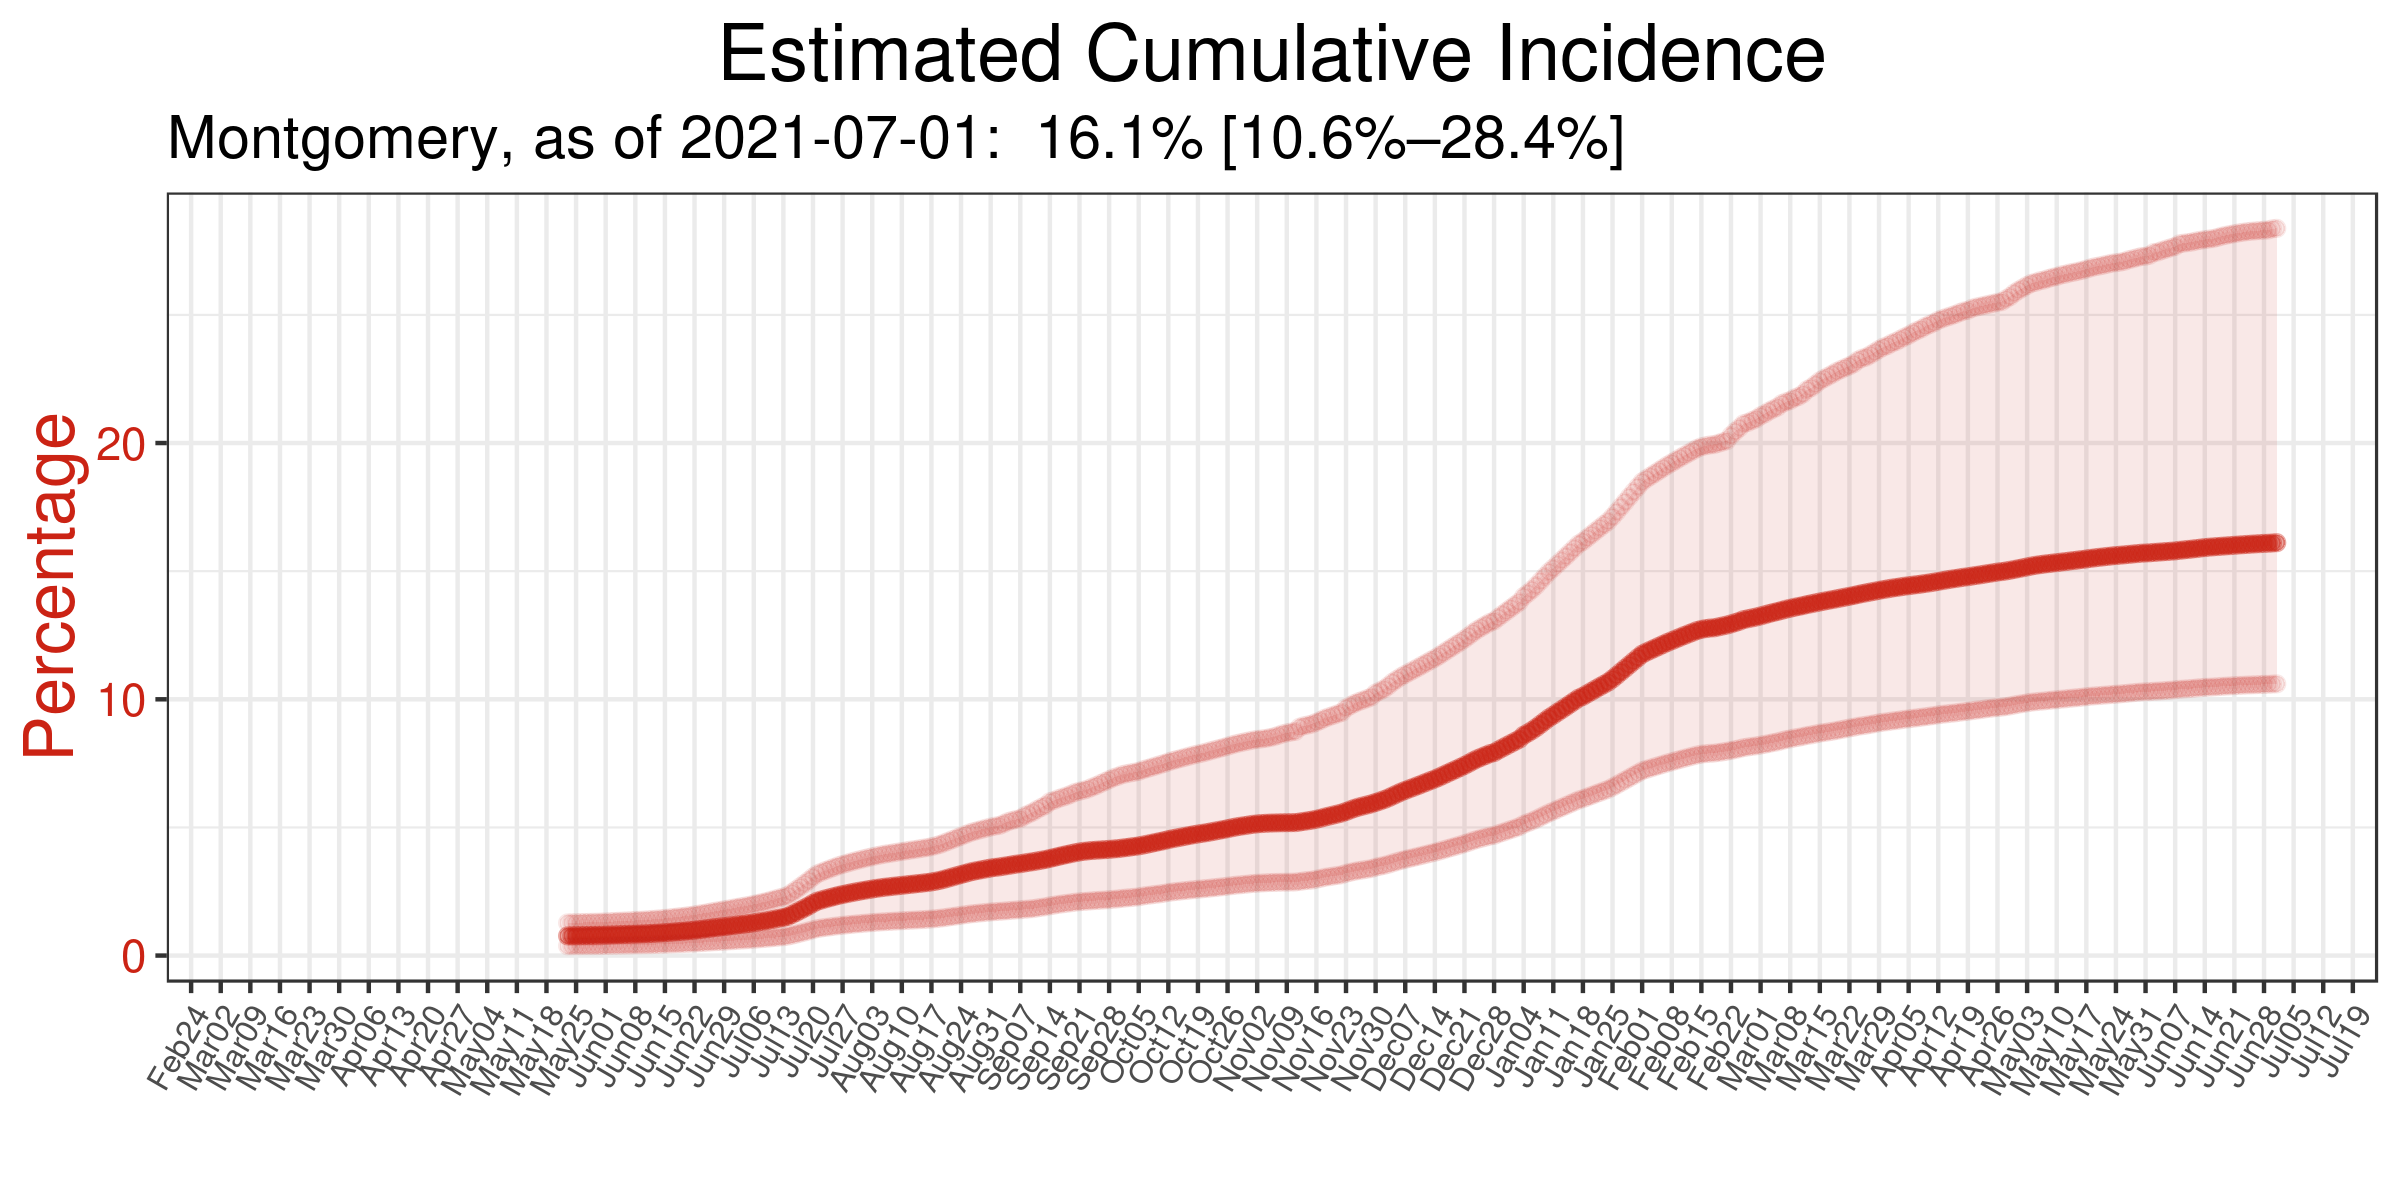 Estimated Cumulative Incidence
Montgomery, as of 2021-07-01:  16.1% [10.6%–28.4%]
Percentage
20
10
0
Feb24
Mar02
Mar09
Mar16
Mar23
Mar30
Apr06
Apr13
Apr20
Apr27
May04
May11
May18
May25
Jun01
Jun08
Jun15
Jun22
Jun29
Jul06
Jul13
Jul20
Jul27
Aug03
Aug10
Aug17
Aug24
Aug31
Sep07
Sep14
Sep21
Sep28
Oct05
Oct12
Oct19
Oct26
Nov02
Nov09
Nov16
Nov23
Nov30
Dec07
Dec14
Dec21
Dec28
Jan04
Jan11
Jan18
Jan25
Feb01
Feb08
Feb15
Feb22
Mar01
Mar08
Mar15
Mar22
Mar29
Apr05
Apr12
Apr19
Apr26
May03
May10
May17
May24
May31
Jun07
Jun14
Jun21
Jun28
Jul05
Jul12
Jul19